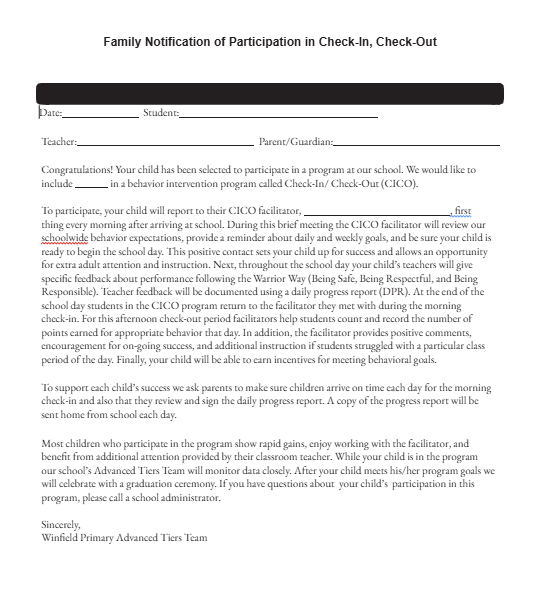 Family Notification of Participation in Check-In, Check-Out
Date:______________ Student:____________________________________
Teacher:________________________________ Parent/Guardian:______________________________
Congratulations! Your child has been selected to participate in a program at our school. We would like to
include ______ in a behavior intervention program called Check-In/ Check-Out (CICO).
To participate, your child will report to their CICO facilitator, ___________________________, first
thing every morning after arriving at school. During this brief meeting the CICO facilitator will review our
schoolwide behavior expectations, provide a reminder about daily and weekly goals, and be sure your child is
ready to begin the school day. This positive contact sets your child up for success and allows an opportunity
for extra adult attention and instruction. Next, throughout the school day your child's teachers will give
specific feedback about performance following the Warrior Way (Being Safe, Being Respectful, and Being
Responsible). Teacher feedback will be documented using a daily progress report (DPR). At the end of the
school day students in the CICO program return to the facilitator they met with during the morning
check-in. For this afternoon check-out period facilitators help students count and record the number of
points earned for appropriate behavior that day. In addition, the facilitator provides positive comments,
encouragement for on-going success, and additional instruction if students struggled with a particular class
period of the day. Finally, your child will be able to earn incentives for meeting behavioral goals.
To support each child's success we ask parents to make sure children arrive on time each day for the morning
check-in and also that they review and sign the daily progress report. A copy of the progress report will be
sent home from school each day.
Most children who participate in the program show rapid gains, enjoy working with the facilitator, and
benefit from additional attention provided by their classroom teacher. While your child is in the program
our school's Advanced Tiers Team will monitor data closely. After your child meets his/her program goals we
will celebrate with a graduation ceremony. If you have questions about your child's participation in this
program, please call a school administrator.
Sincerely,
Winfield Primary Advanced Tiers Team